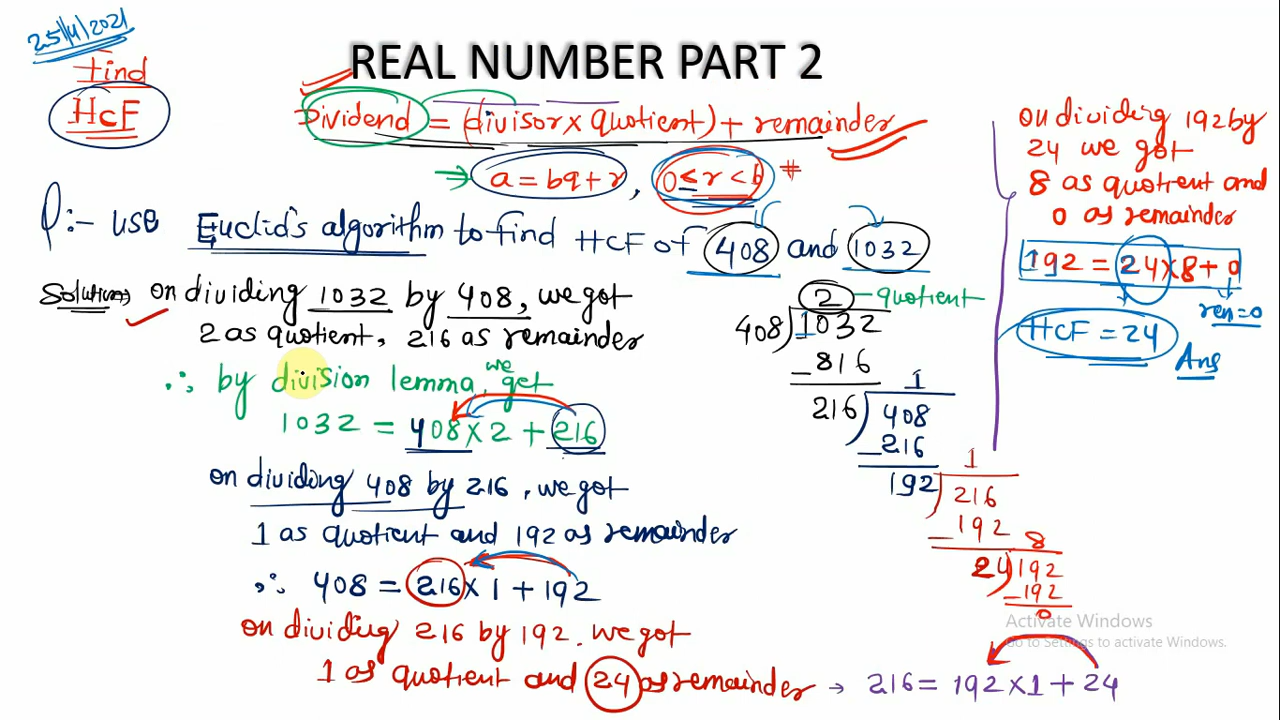 25/4/2021
REAL NUMBER PART 2
find
HCF
Dividend = (divisor x quotient) + remainder
a = bq + r , 0 ≤ r < b *
Q:- use Euclid's algorithm to find HCF of 408 and 1032
Solution) on dividing 1032 by 408, we got
2 as quotient, 216 as remainder
∴ by division lemma, we get
1032 = 408 x 2 + 216
on dividing 408 by 216, we got
1 as quotient and 192 as remainder
∴ 408 = 216 x 1 + 192
on dividing 216 by 192, we got
1 as quotient and 24 as remainder → 216 = 192 x 1 + 24
2 - quotient
408) 1032
- 816
1
216) 408
- 216
1
192) 216
- 192
8
24) 192
- 192
0
on dividing 192 by
24 we got
8 as quotient and
0 as remainder
192 = 24 x 8 + 0
rem=0
HCF = 24
Ans
Activate Windows
Go to Settings to activate Windows.